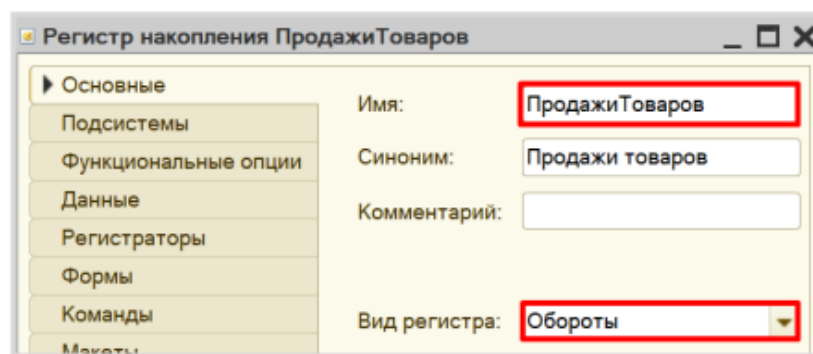 Регистр накопления ПродажиТоваров
Основные
Подсистемы
Функциональные опции
Данные
Регистраторы
Формы
Команды
Макеты
Имя: ПродажиТоваров
Синоним: Продажи товаров
Комментарий:
Вид регистра: Обороты